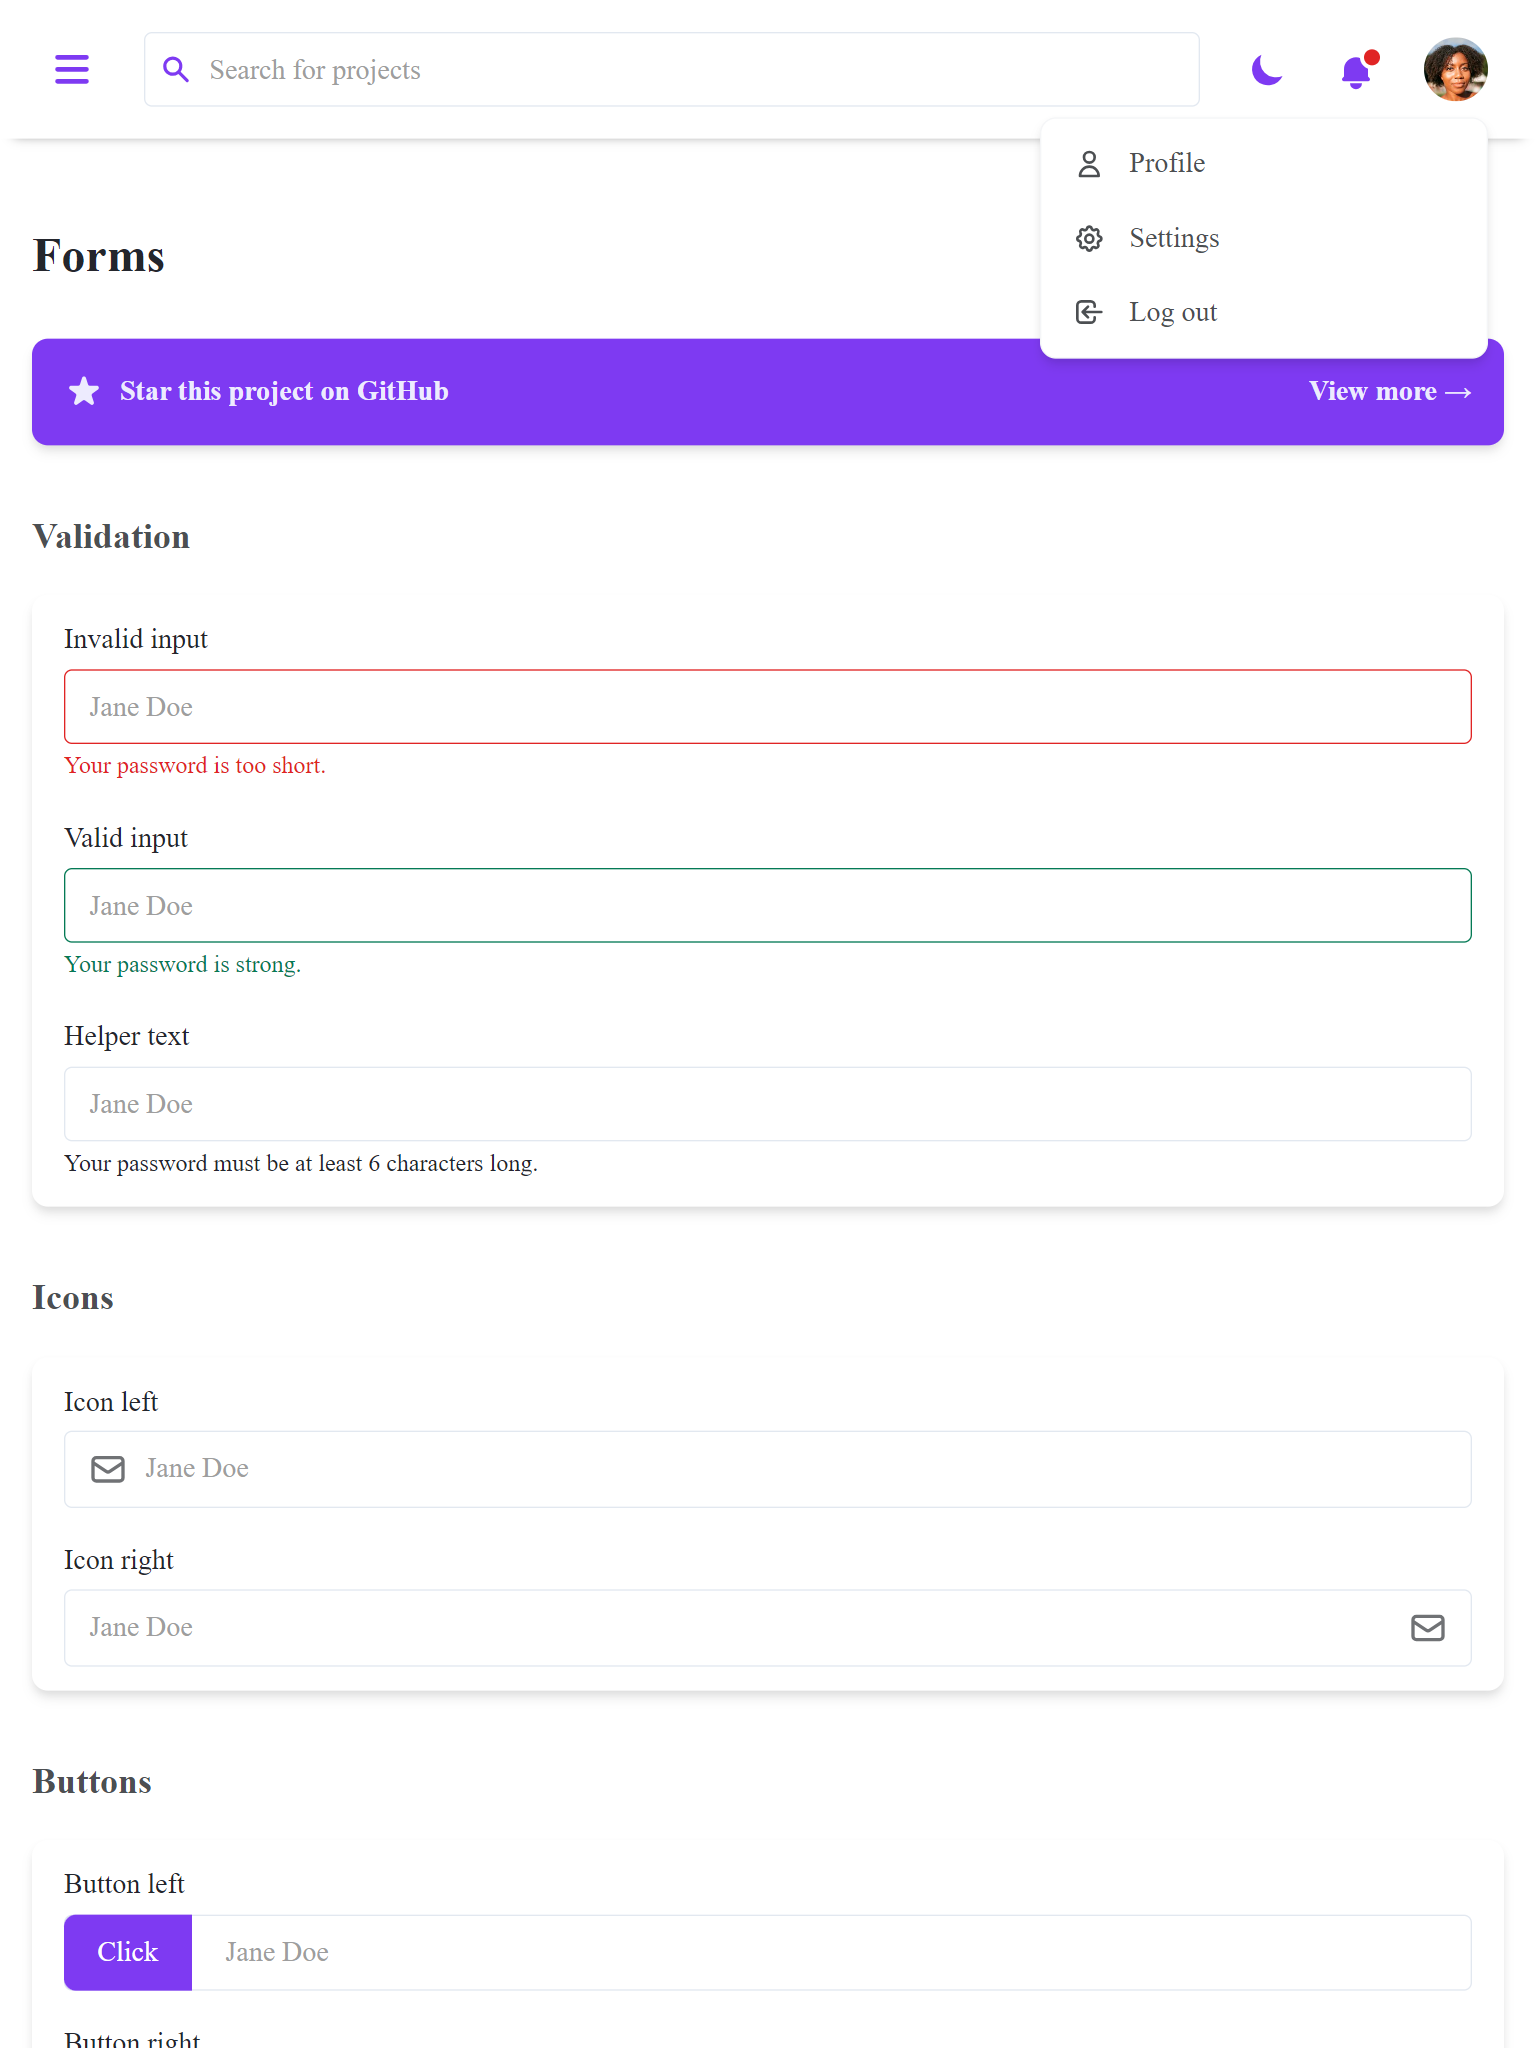 Search for projects
Profile
Settings
Log out
Forms
Star this project on GitHub
View more →
Validation
Invalid input
Jane Doe
Your password is too short.
Valid input
Jane Doe
Your password is strong.
Helper text
Jane Doe
Your password must be at least 6 characters long.
Icons
Icon left
Jane Doe
Icon right
Jane Doe
Buttons
Button left
Click
Jane Doe
Button right